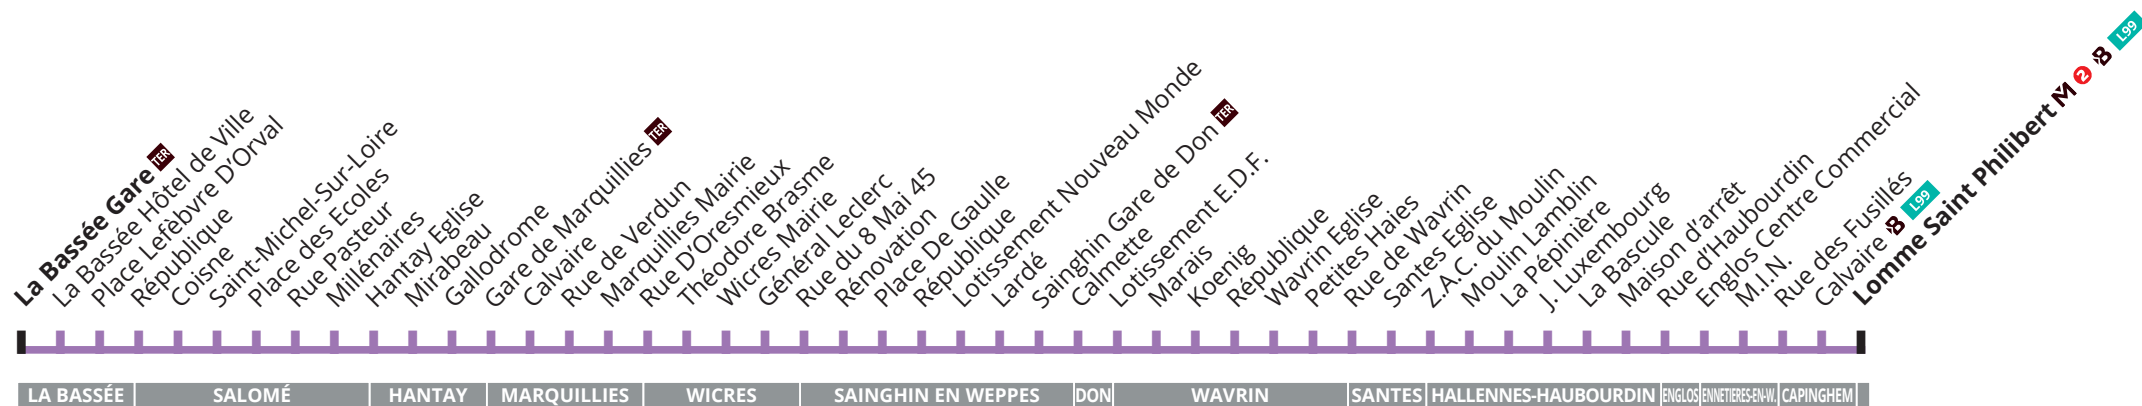 La Bassée Gare TER
La Bassée Hôtel de Ville
Place Lefèbvre D'Orval
République
Coisne
Saint-Michel-Sur-Loire
Place des Ecoles
Rue Pasteur
Millénaires
Hantay Eglise
Mirabeau
Gallodrome
Gare de Marquillies TER
Calvaire
Rue de Verdun
Marquillies Mairie
Rue D'Oresmieux
Théodore Brasme
Wicres Mairie
Général Leclerc
Rue du 8 Mai 45
Rénovation
Place De Gaulle
République
Lotissement Nouveau Monde
Lardé
Sainghin Gare de Don TER
Calmette
Lotissement E.D.F.
Marais
Koenig
République
Wavrin Eglise
Petites Haies
Rue de Wavrin
Santes Eglise
Z.A.C. du Moulin
Moulin Lamblin
La Pépinière
J. Luxembourg
La Bascule
Maison d'arrêt
Rue d'Haubourdin
Englos Centre Commercial
M.I.N.
Rue des Fusillés
Calvaire B L99
Lomme Saint Philibert M 2 B L99
LA BASSÉE
SALOMÉ
HANTAY
MARQUILLIES
WICRES
SAINGHIN EN WEPPES
DON
WAVRIN
SANTES
HALLENNES-HAUBOURDIN
ENGLOS
ENNETIERES-EN-W.
CAPINGHEM